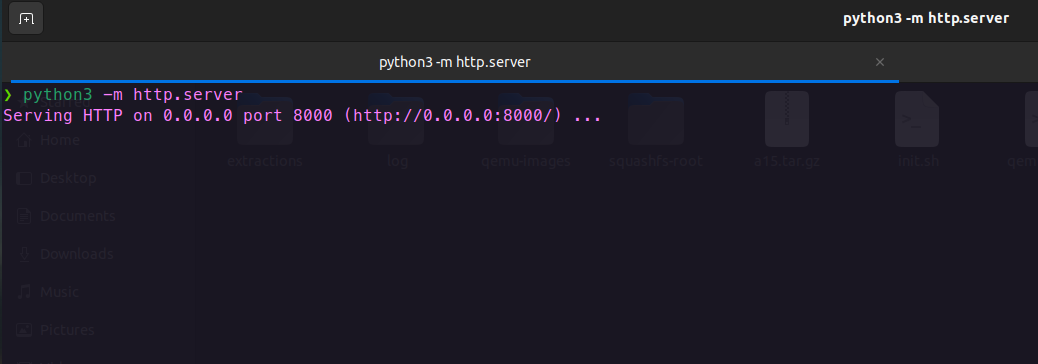 python3 -m http.server
python3 -m http.server ×
❯ python3 -m http.server
Serving HTTP on 0.0.0.0 port 8000 (http://0.0.0.0:8000/) ...
Home
extractions log qemu-images squashfs-root a15.tar.gz init.sh
Desktop
Documents
Downloads
Music
Pictures